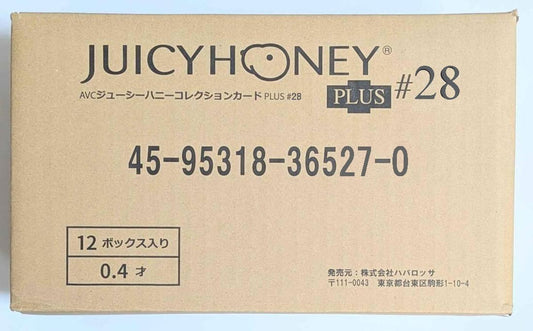 JUICYHONEY®
AVCジューシーハニーコレクションカード PLUS #28
PLUS #28
45-95318-36527-0
12 ボックス入り
0.4 才
発売元：株式会社ハバロッサ
〒111-0043 東京都台東区駒形1-10-4